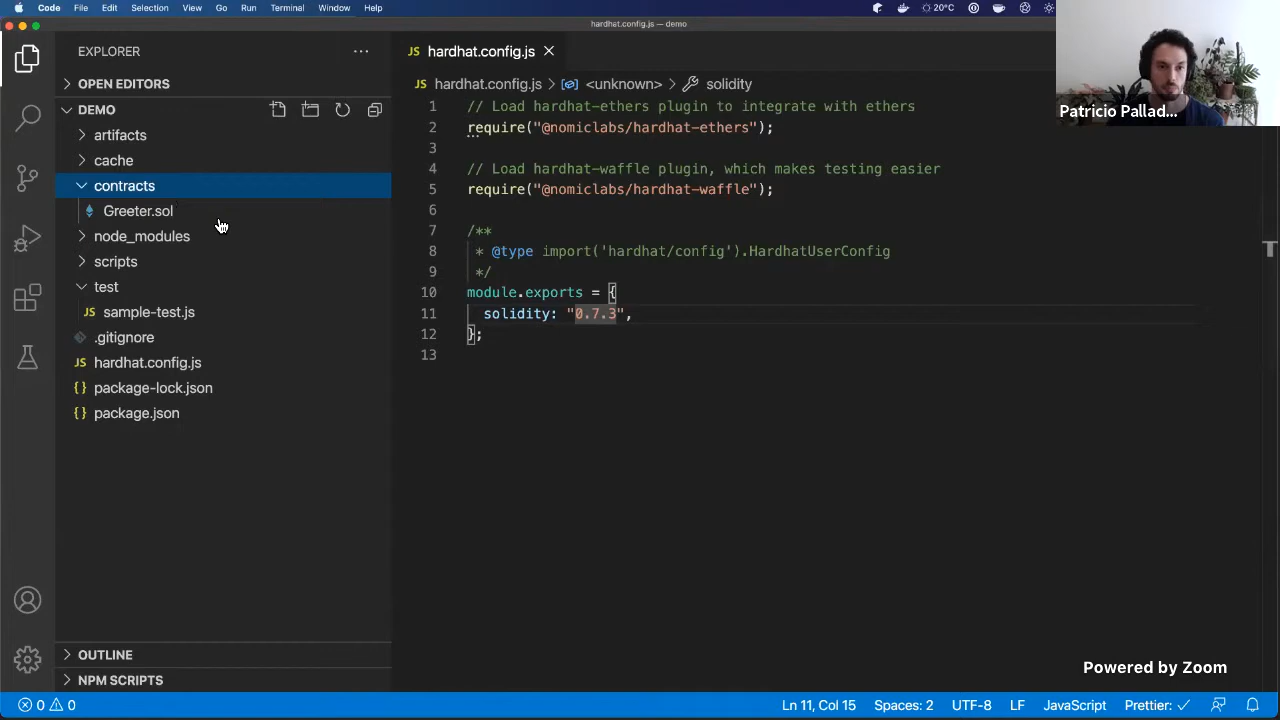 Code File Edit Selection View Go Run Terminal Window Help
20°C
hardhat.config.js — demo
EXPLORER
OPEN EDITORS
DEMO
artifacts
cache
contracts
Greeter.sol
node_modules
scripts
test
JS sample-test.js
.gitignore
JS hardhat.config.js
{} package-lock.json
{} package.json
OUTLINE
NPM SCRIPTS
JS hardhat.config.js
JS hardhat.config.js > <unknown> > solidity
1 // Load hardhat-ethers plugin to integrate with ethers
2 require("@nomiclabs/hardhat-ethers");
3
4 // Load hardhat-waffle plugin, which makes testing easier
5 require("@nomiclabs/hardhat-waffle");
6
7 /**
8 * @type import('hardhat/config').HardhatUserConfig
9 */
10 module.exports = {
11 solidity: "0.7.3",
12 };
13
Patricio Pallad...
T
Powered by Zoom
0 0
Ln 11, Col 15 Spaces: 2 UTF-8 LF JavaScript Prettier: ✓